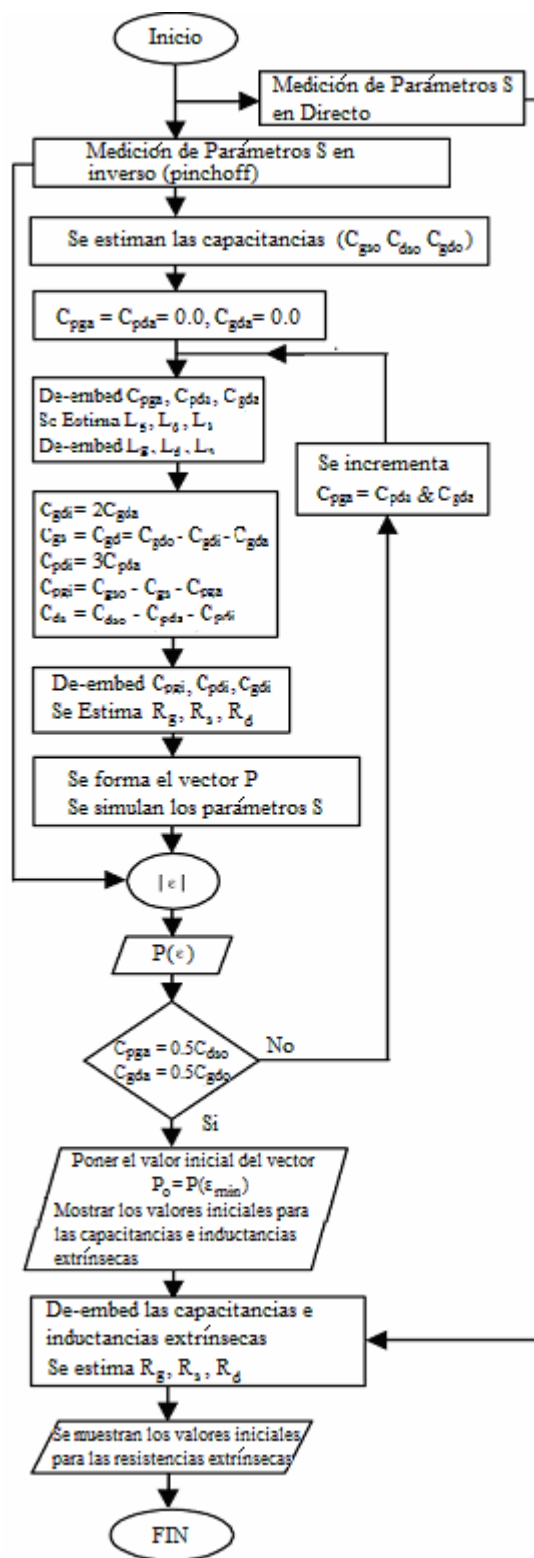 Inicio
Medición de Parámetros S
en Directo
Medición de Parámetros S en
inverso (pinchoff)
Se estiman las capacitancias (Cgso Cdso Cgdo)
Cpga = Cpda = 0.0, Cgda = 0.0
De-embed Cpga, Cpda, Cgda
Se Estima Lg, Ld, Ls
De-embed Lg, Ld, Ls
Se incrementa
Cpga = Cpda & Cgda
Cgdi = 2Cgda
Cgs = Cgd = Cgdo - Cgdi - Cgda
Cpdi = 3Cpda
Cpgi = Cgso - Cgs - Cpga
Cds = Cdso - Cpda - Cpdi
De-embed Cpgi, Cpdi, Cgdi
Se Estima Rg, Rs, Rd
Se forma el vector P
Se simulan los parámetros S
|ε|
P(ε)
Cpga = 0.5Cdso
Cgda = 0.5Cgdo
No
Si
Poner el valor inicial del vector
Po = P(εmin)
Mostrar los valores iniciales para
las capacitancias e inductancias
extrínsecas
De-embed las capacitancias e
inductancias extrínsecas
Se estima Rg, Rs, Rd
Se muestran los valores iniciales
para las resistencias extrínsecas
FIN